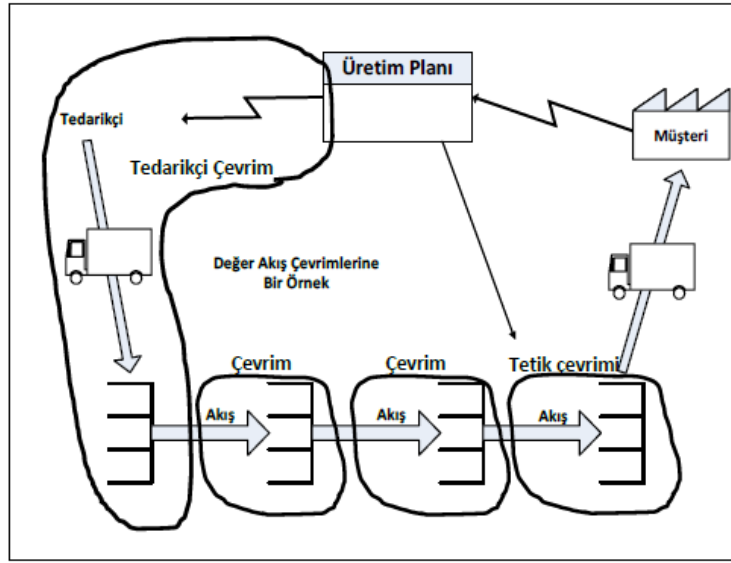 Üretim Planı
Tedarikçi
Müşteri
Tedarikçi Çevrim
Değer Akış Çevrimlerine
Bir Örnek
Çevrim
Çevrim
Tetik çevrimi
Akış
Akış
Akış